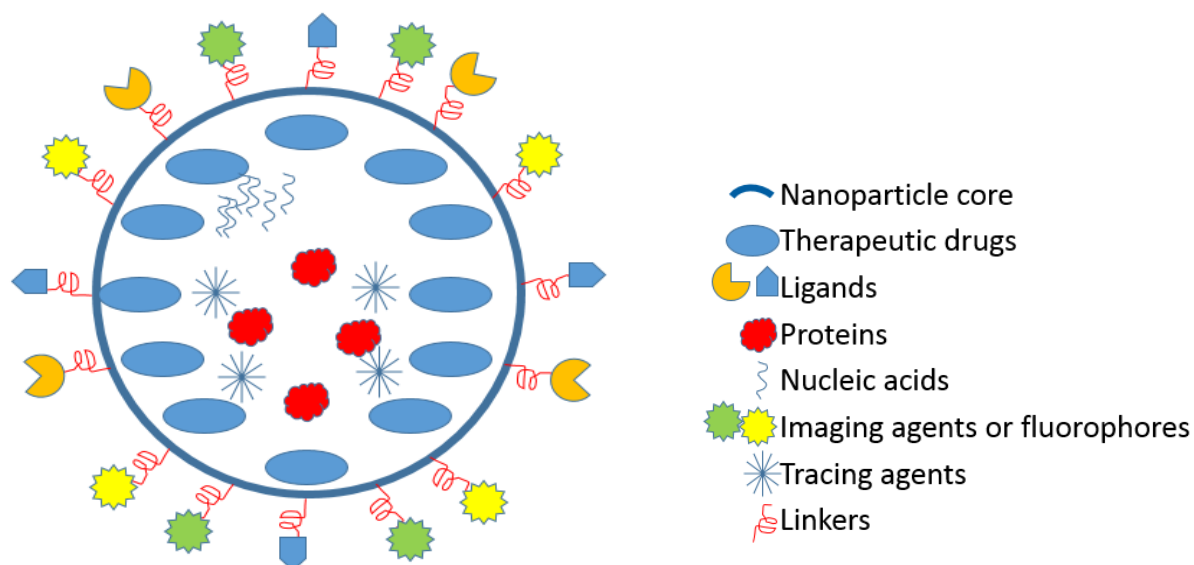 Nanoparticle core
Therapeutic drugs
Ligands
Proteins
Nucleic acids
Imaging agents or fluorophores
Tracing agents
Linkers